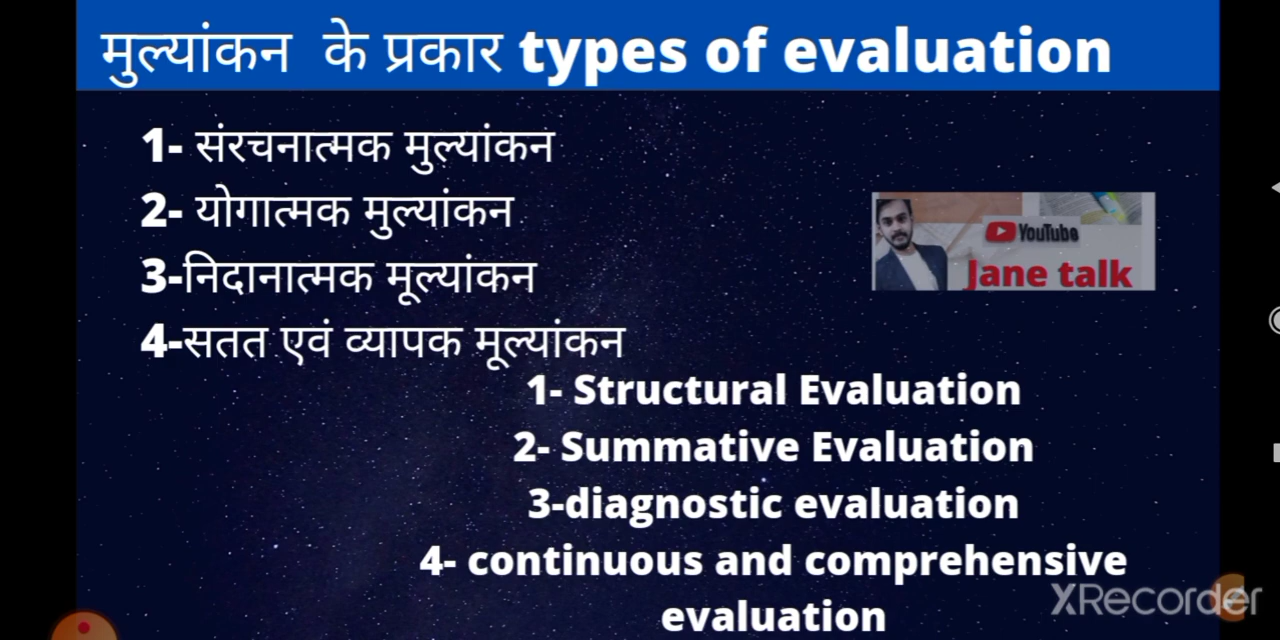 मुल्यांकन के प्रकार types of evaluation
1- संरचनात्मक मुल्यांकन
2- योगात्मक मुल्यांकन
3-निदानात्मक मूल्यांकन
4-सतत एवं व्यापक मूल्यांकन
YouTube
Jane talk
1- Structural Evaluation
2- Summative Evaluation
3-diagnostic evaluation
4- continuous and comprehensive
evaluation
XRecorder